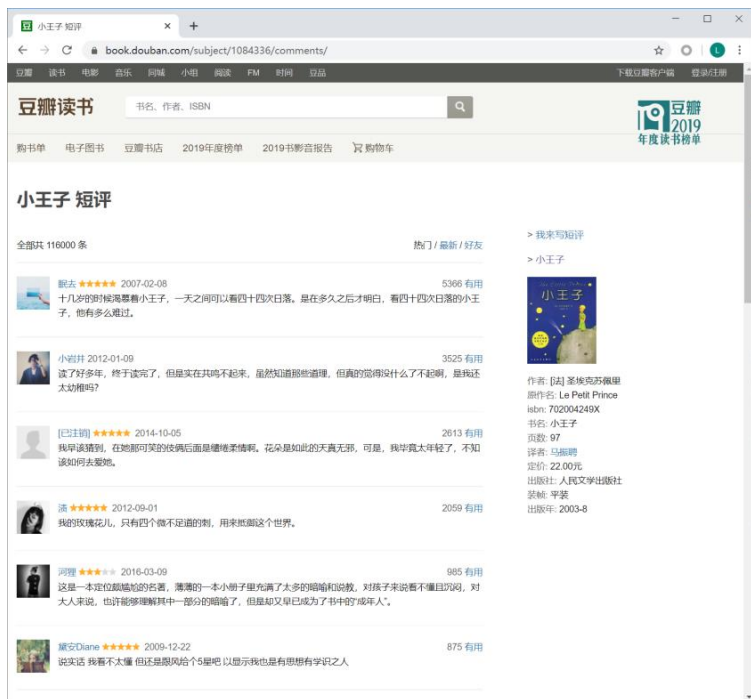 小王子 短评
book.douban.com/subject/1084336/comments/
L
豆瓣 读书 电影 音乐 同城 小组 阅读 FM 时间 豆品 下载豆瓣客户端 登录/注册
豆瓣读书 书名、作者、ISBN
豆瓣
2019
年度读书榜单
购书单 电子图书 豆瓣书店 2019年度榜单 2019书影音报告 购物车
小王子 短评
全部共 116000 条 热门 / 最新 / 好友
眠去 2007-02-08 5366 有用
十几岁的时候渴慕着小王子，一天之间可以看四十四次日落。是在多久之后才明白，看四十四次日落的小王
子，他有多么难过。
小岩井 2012-01-09 3525 有用
读了好多年，终于读完了，但是实在共鸣不起来，虽然知道那些道理，但真的觉得没什么了不起啊，是我还
太幼稚吗？
[已注销] 2014-10-05 2613 有用
我早该猜到，在她那可笑的伎俩后面是缱绻柔情啊。花朵是如此的天真无邪，可是，我毕竟太年轻了，不知
该如何去爱她。
2012-09-01 2059 有用
我的玫瑰花儿，只有四个微不足道的刺，用来抵御这个世界。
河狸 2016-03-09 985 有用
这是一本定位颇尴尬的名著，薄薄的一本小册子里充满了太多的暗喻和说教，对孩子来说看不懂且沉闷，对
大人来说，也许能够理解其中一部分的暗喻了，但是却又早已成为了书中的“成年人”。
黛安Diane 2009-12-22 875 有用
说实话 我看不太懂 但还是跟风给个5星吧 以显示我也是有思想有学识之人
> 我来写短评
> 小王子
小王子
作者: [法] 圣埃克苏佩里
原作名: Le Petit Prince
isbn: 702004249X
书名: 小王子
页数: 97
译者: 马振骋
定价: 22.00元
出版社: 人民文学出版社
装帧: 平装
出版年: 2003-8